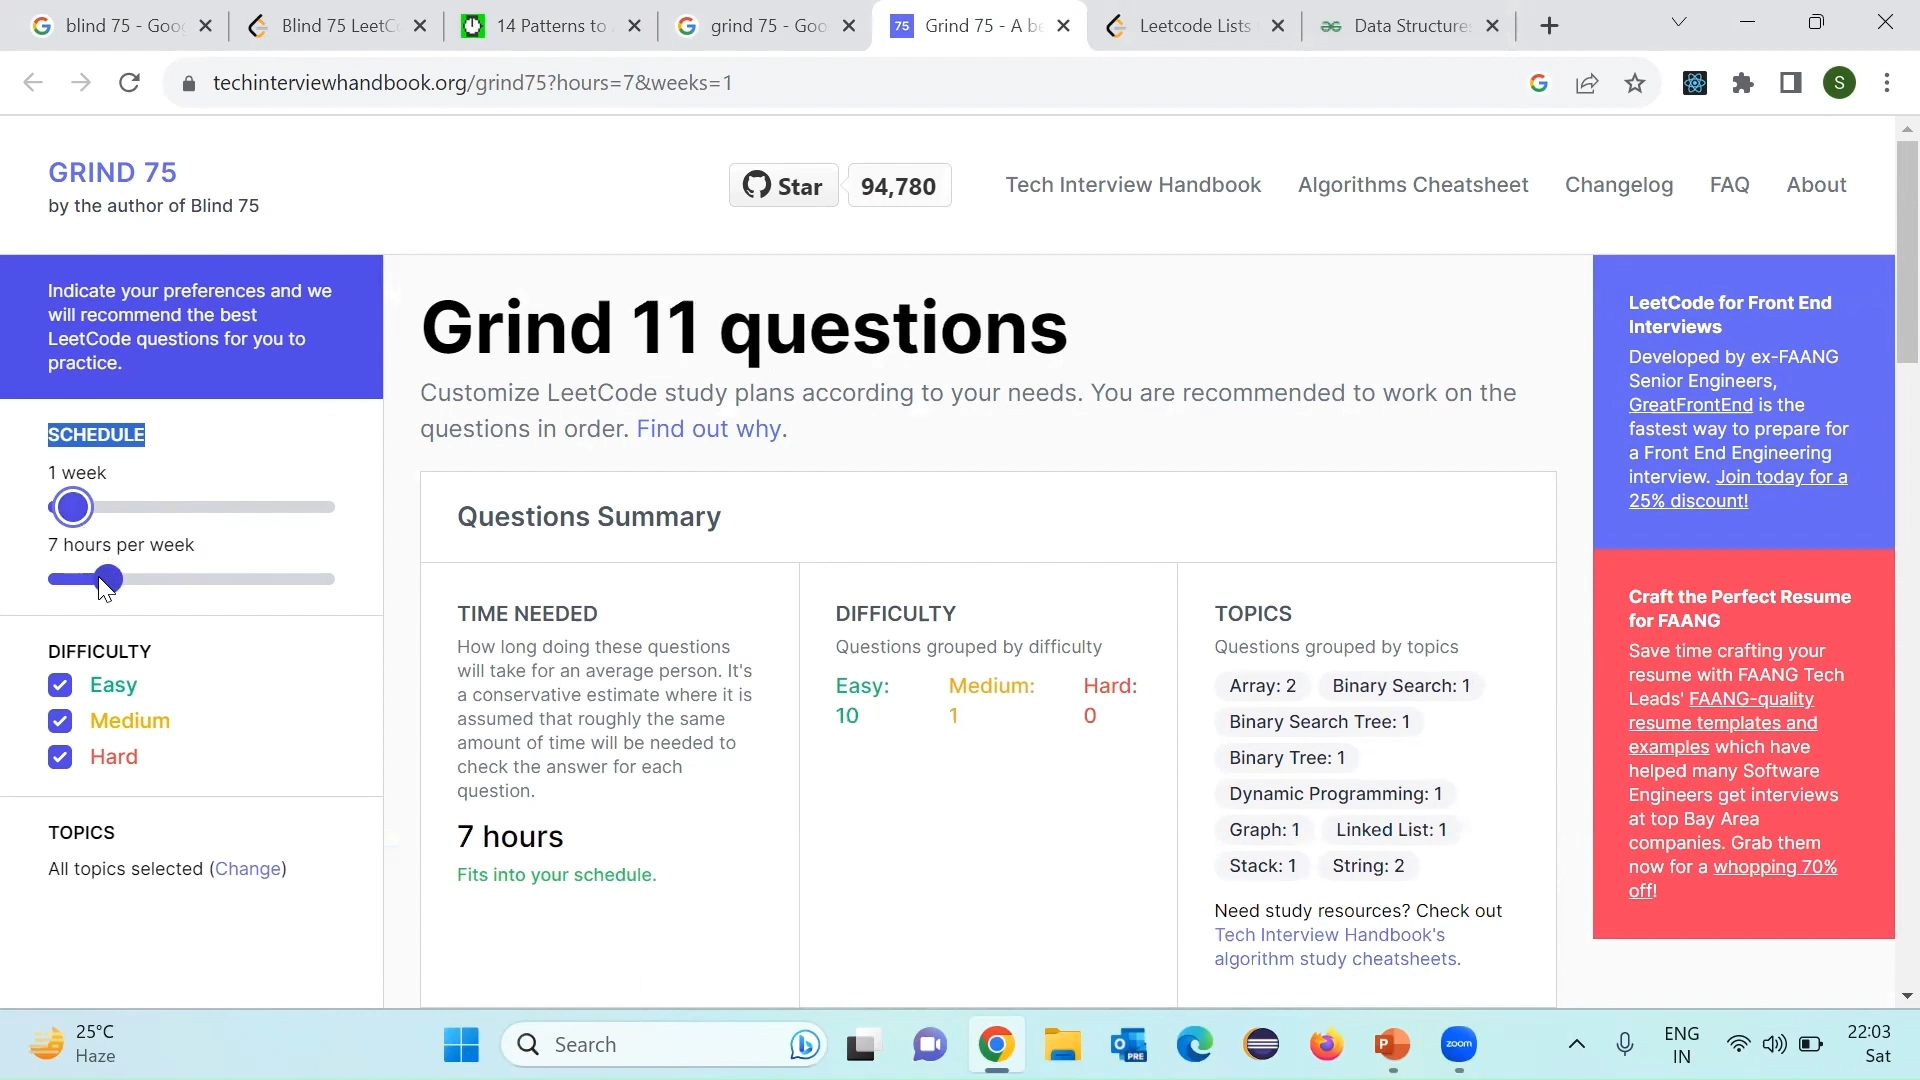 blind 75 - Goog
Blind 75 LeetC
14 Patterns to
grind 75 - Goo
75
Grind 75 - A be
Leetcode Lists
Data Structures
techinterviewhandbook.org/grind75?hours=7&weeks=1
S
GRIND 75
by the author of Blind 75
Star
94,780
Tech Interview Handbook
Algorithms Cheatsheet
Changelog
FAQ
About
Indicate your preferences and we
will recommend the best
LeetCode questions for you to
practice.
SCHEDULE
1 week
7 hours per week
DIFFICULTY
Easy
Medium
Hard
TOPICS
All topics selected (Change)
Grind 11 questions
Customize LeetCode study plans according to your needs. You are recommended to work on the
questions in order. Find out why.
Questions Summary
TIME NEEDED
How long doing these questions
will take for an average person. It's
a conservative estimate where it is
assumed that roughly the same
amount of time will be needed to
check the answer for each
question.
7 hours
Fits into your schedule.
DIFFICULTY
Questions grouped by difficulty
Easy: Medium: Hard:
10 1 0
TOPICS
Questions grouped by topics
Array: 2 Binary Search: 1
Binary Search Tree: 1
Binary Tree: 1
Dynamic Programming: 1
Graph: 1 Linked List: 1
Stack: 1 String: 2
Need study resources? Check out
Tech Interview Handbook's
algorithm study cheatsheets.
LeetCode for Front End
Interviews
Developed by ex-FAANG
Senior Engineers,
GreatFrontEnd is the
fastest way to prepare for
a Front End Engineering
interview. Join today for a
25% discount!
Craft the Perfect Resume
for FAANG
Save time crafting your
resume with FAANG Tech
Leads' FAANG-quality
resume templates and
examples which have
helped many Software
Engineers get interviews
at top Bay Area
companies. Grab them
now for a whopping 70%
off!
25°C
Haze
Search
PRE
P
zoom
ENG
IN
22:03
Sat